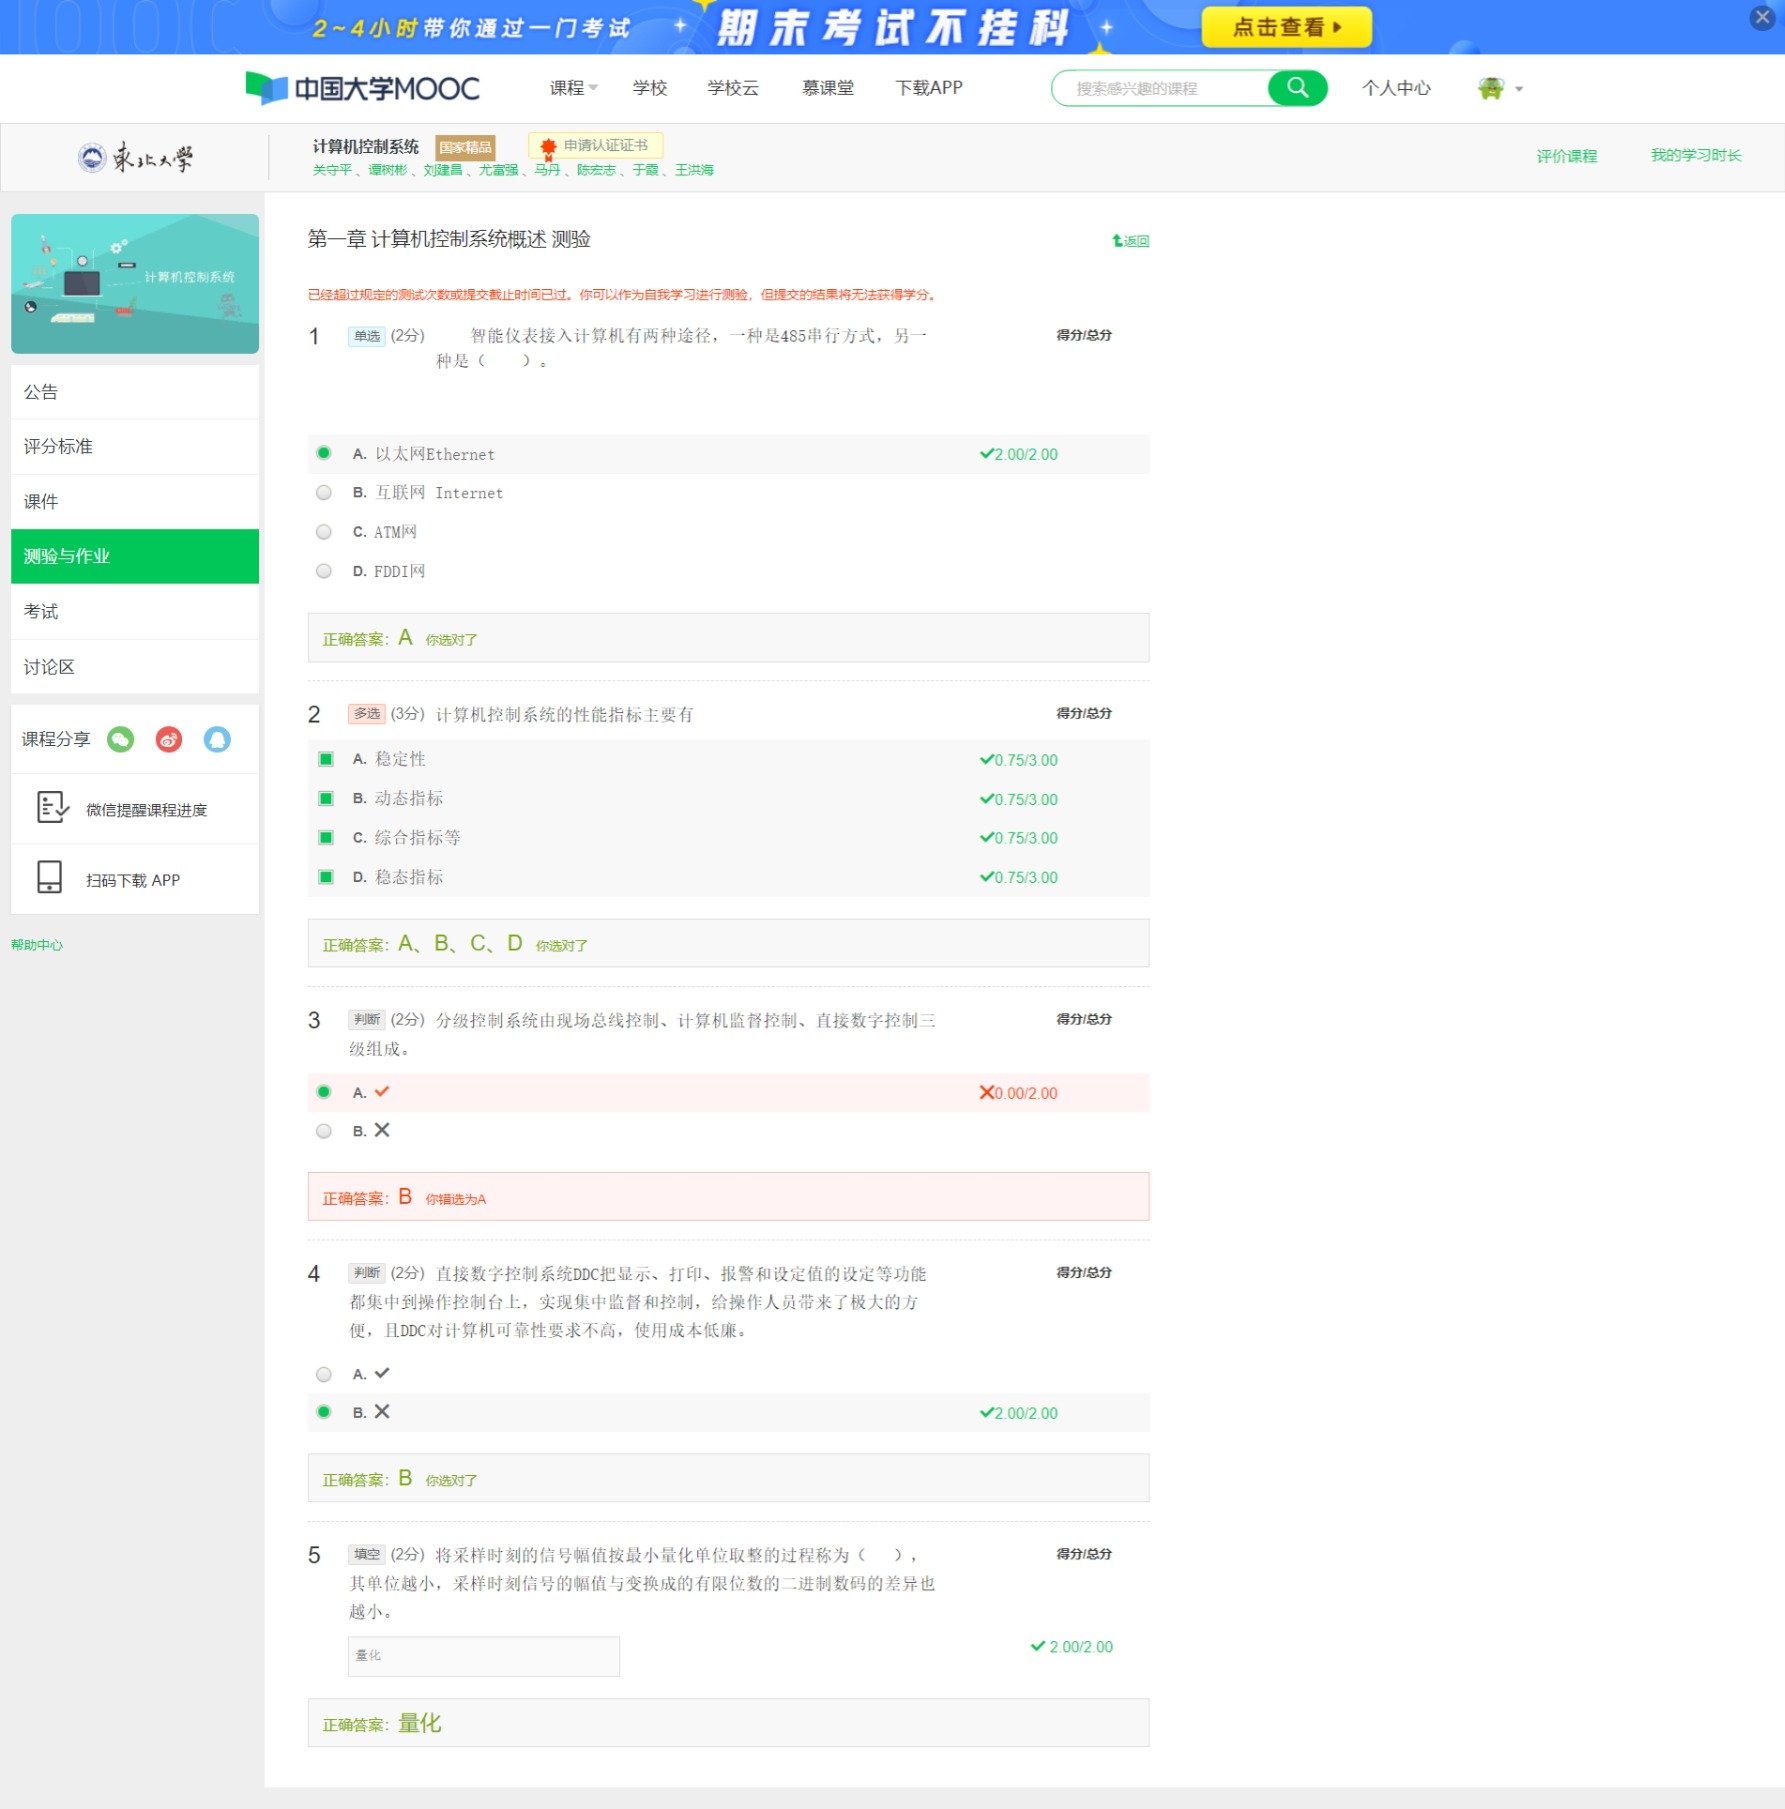 2~4小时带你通过一门考试
期末考试不挂科
点击查看
中国大学MOOC
课程
学校
学校云
慕课堂
下载APP
搜索感兴趣的课程
个人中心
東北大學
计算机控制系统 国家精品 申请认证证书
关守平 、谭树彬 、刘建昌 、尤富强 、马丹 、陈宏志 、于霞 、王洪海
评价课程
我的学习时长
计算机控制系统
公告
评分标准
课件
测验与作业
考试
讨论区
课程分享
微信提醒课程进度
扫码下载 APP
帮助中心
第一章 计算机控制系统概述 测验
返回
已经超过规定的测试次数或提交截止时间已过。你可以作为自我学习进行测验，但提交的结果将无法获得学分。
1 单选 (2分) 智能仪表接入计算机有两种途径，一种是485串行方式，另一
种是（ ）。
得分/总分
A. 以太网Ethernet 2.00/2.00
B. 互联网 Internet
C. ATM网
D. FDDI网
正确答案：A 你选对了
2 多选 (3分) 计算机控制系统的性能指标主要有 得分/总分
A. 稳定性 0.75/3.00
B. 动态指标 0.75/3.00
C. 综合指标等 0.75/3.00
D. 稳态指标 0.75/3.00
正确答案：A、B、C、D 你选对了
3 判断 (2分) 分级控制系统由现场总线控制、计算机监督控制、直接数字控制三
级组成。
得分/总分
A. 0.00/2.00
B.
正确答案：B 你错选为A
4 判断 (2分) 直接数字控制系统DDC把显示、打印、报警和设定值的设定等功能
都集中到操作控制台上，实现集中监督和控制，给操作人员带来了极大的方
便，且DDC对计算机可靠性要求不高，使用成本低廉。
得分/总分
A.
B. 2.00/2.00
正确答案：B 你选对了
5 填空 (2分) 将采样时刻的信号幅值按最小量化单位取整的过程称为（ ），
其单位越小，采样时刻信号的幅值与变换成的有限位数的二进制数码的差异也
越小。
得分/总分
量化 2.00/2.00
正确答案：量化